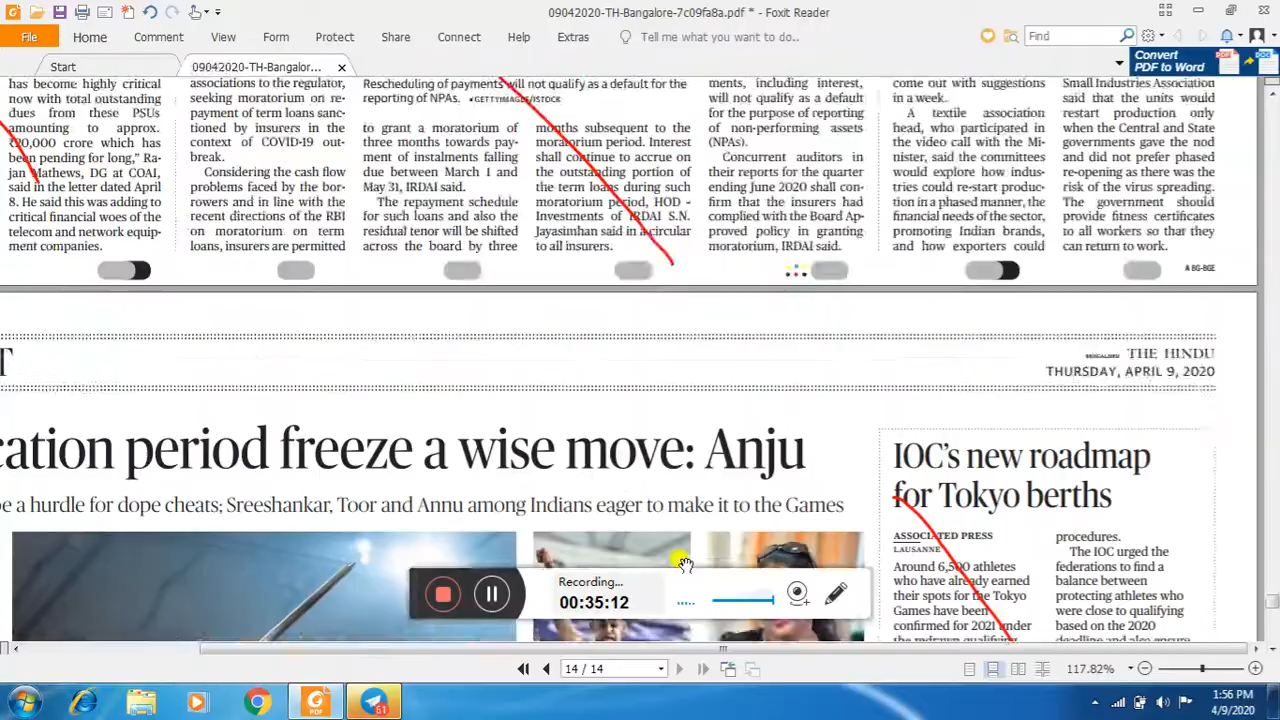 09042020-TH-Bangalore-7c09fa8a.pdf * - Foxit Reader
File Home Comment View Form Protect Share Connect Help Extras Tell me what you want to do.. Find
Start 09042020-TH-Bangalor... Convert
PDF to Word
has become highly critical
now with total outstanding
dues from these PSUs
amounting to approx.
₹20,000 crore which has
been pending for long,” Ra-
jan Mathews, DG at COAI,
said in the letter dated April
8. He said this was adding to
critical financial woes of the
telecom and network equip-
ment companies.
associations to the regulator,
seeking moratorium on re-
payment of term loans sanc-
tioned by insurers in the
context of COVID-19 out-
break.
Considering the cash flow
problems faced by the bor-
rowers and in line with the
recent directions of the RBI
on moratorium on term
loans, insurers are permitted
Rescheduling of payments will not qualify as a default for the
reporting of NPAs. •GETTYIMAGES/ISTOCK
to grant a moratorium of
three months towards pay-
ment of instalments falling
due between March 1 and
May 31, IRDAI said.
The repayment schedule
for such loans and also the
residual tenor will be shifted
across the board by three
months subsequent to the
moratorium period. Interest
shall continue to accrue on
the outstanding portion of
the term loans during such
moratorium period, HOD -
Investments of IRDAI S.N.
Jayasimhan said in a circular
to all insurers.
ments, including interest,
will not qualify as a default
for the purpose of reporting
of non-performing assets
(NPAs).
Concurrent auditors in
their reports for the quarter
ending June 2020 shall con-
firm that the insurers had
complied with the Board Ap-
proved policy in granting
moratorium, IRDAI said.
come out with suggestions
in a week.
A textile association
head, who participated in
the video call with the Mi-
nister, said the committees
would explore how indus-
tries could re-start produc-
tion in a phased manner, the
financial needs of the sector,
promoting Indian brands,
and how exporters could
Small Industries Association
said that the units would
restart production only
when the Central and State
governments gave the nod
and did not prefer phased
re-opening as there was the
risk of the virus spreading.
The government should
provide fitness certificates
to all workers so that they
can return to work.
A BG-BGE
T
THE HINDU
THURSDAY, APRIL 9, 2020
cation period freeze a wise move: Anju
be a hurdle for dope cheats; Sreeshankar, Toor and Annu among Indians eager to make it to the Games
IOC’s new roadmap
for Tokyo berths
ASSOCIATED PRESS
LAUSANNE
Around 6,500 athletes
who have already earned
their spots for the Tokyo
Games have been
confirmed for 2021 under
the redrawn qualifying
procedures.
The IOC urged the
federations to find a
balance between
protecting athletes who
were close to qualifying
based on the 2020
deadline and also ensure
Recording...
00:35:12
14 / 14 117.82%
61
PDF
1:56 PM
4/9/2020